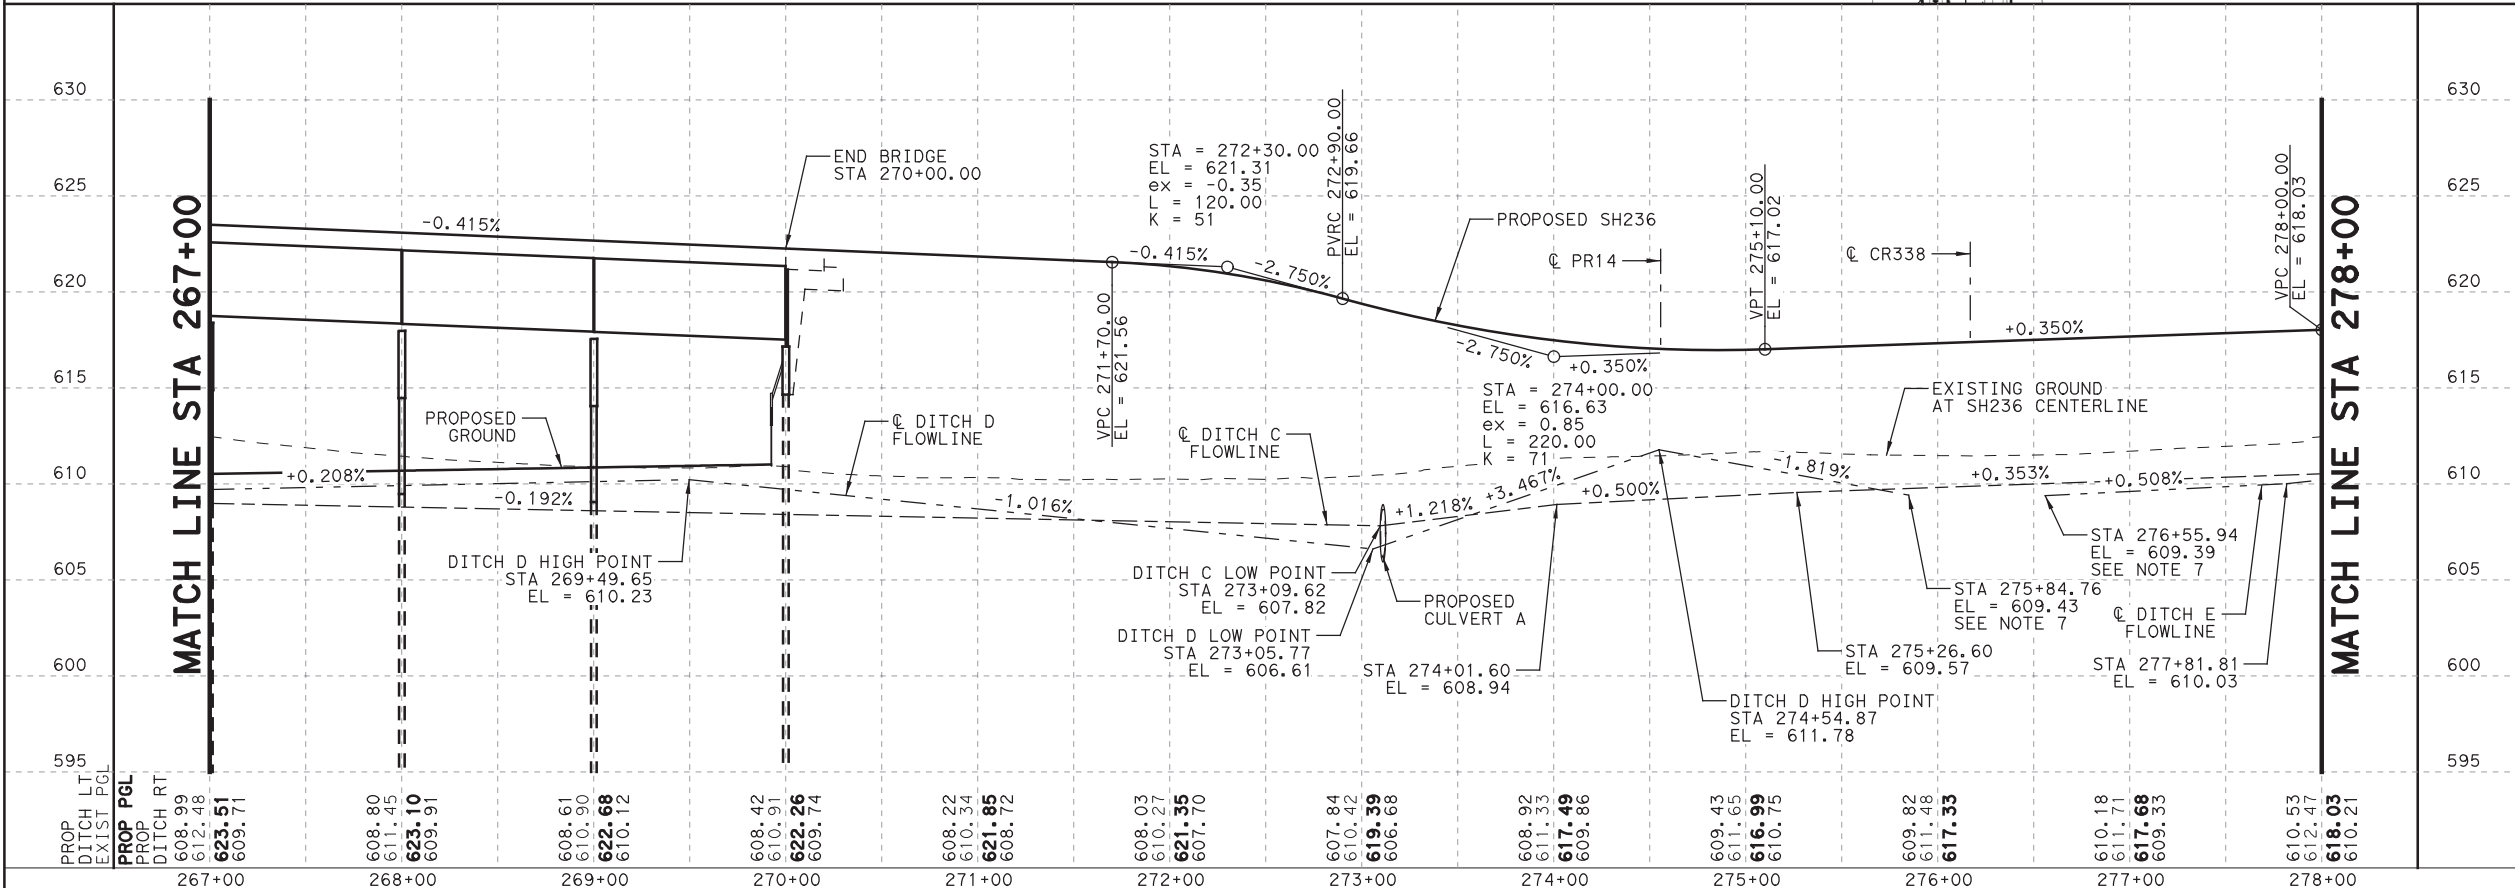 630
625
620
615
610
605
600
595
630
625
620
615
610
605
600
595
MATCH LINE STA 267+00
MATCH LINE STA 278+00
-0.415%
END BRIDGE
STA 270+00.00
STA = 272+30.00
EL = 621.31
ex = -0.35
L = 120.00
K = 51
PVRC 272+90.00
EL = 619.66
-0.415%
-2.750%
VPC 271+70.00
EL = 621.56
PROPOSED SH236
℄ PR14
VPT 275+10.00
EL = 617.02
℄ CR338
VPC 278+00.00
EL = 618.03
+0.350%
-2.750%
+0.350%
STA = 274+00.00
EL = 616.63
ex = 0.85
L = 220.00
K = 71
EXISTING GROUND
AT SH236 CENTERLINE
PROPOSED
GROUND
℄ DITCH D
FLOWLINE
℄ DITCH C
FLOWLINE
+0.208%
-0.192%
-1.016%
+1.218%
+3.467%
+0.500%
-1.819%
+0.353%
+0.508%
DITCH D HIGH POINT
STA 269+49.65
EL = 610.23
DITCH C LOW POINT
STA 273+09.62
EL = 607.82
DITCH D LOW POINT
STA 273+05.77
EL = 606.61
PROPOSED
CULVERT A
STA 274+01.60
EL = 608.94
DITCH D HIGH POINT
STA 274+54.87
EL = 611.78
STA 275+26.60
EL = 609.57
STA 275+84.76
EL = 609.43
SEE NOTE 7
STA 276+55.94
EL = 609.39
SEE NOTE 7
℄ DITCH E
FLOWLINE
STA 277+81.81
EL = 610.03
PROP
DITCH LT
EXIST PGL
PROP PGL
PROP
DITCH RT
608.99
612.48
623.51
609.71
608.80
611.45
623.10
609.91
608.61
610.90
622.68
610.12
608.42
610.91
622.26
609.74
608.22
610.34
621.85
608.72
608.03
610.27
621.35
607.70
607.84
610.42
619.39
606.68
608.92
611.33
617.49
609.86
609.43
611.65
616.99
610.75
609.82
611.48
617.33
610.18
611.71
617.68
609.33
610.53
612.47
618.03
610.21
267+00
268+00
269+00
270+00
271+00
272+00
273+00
274+00
275+00
276+00
277+00
278+00